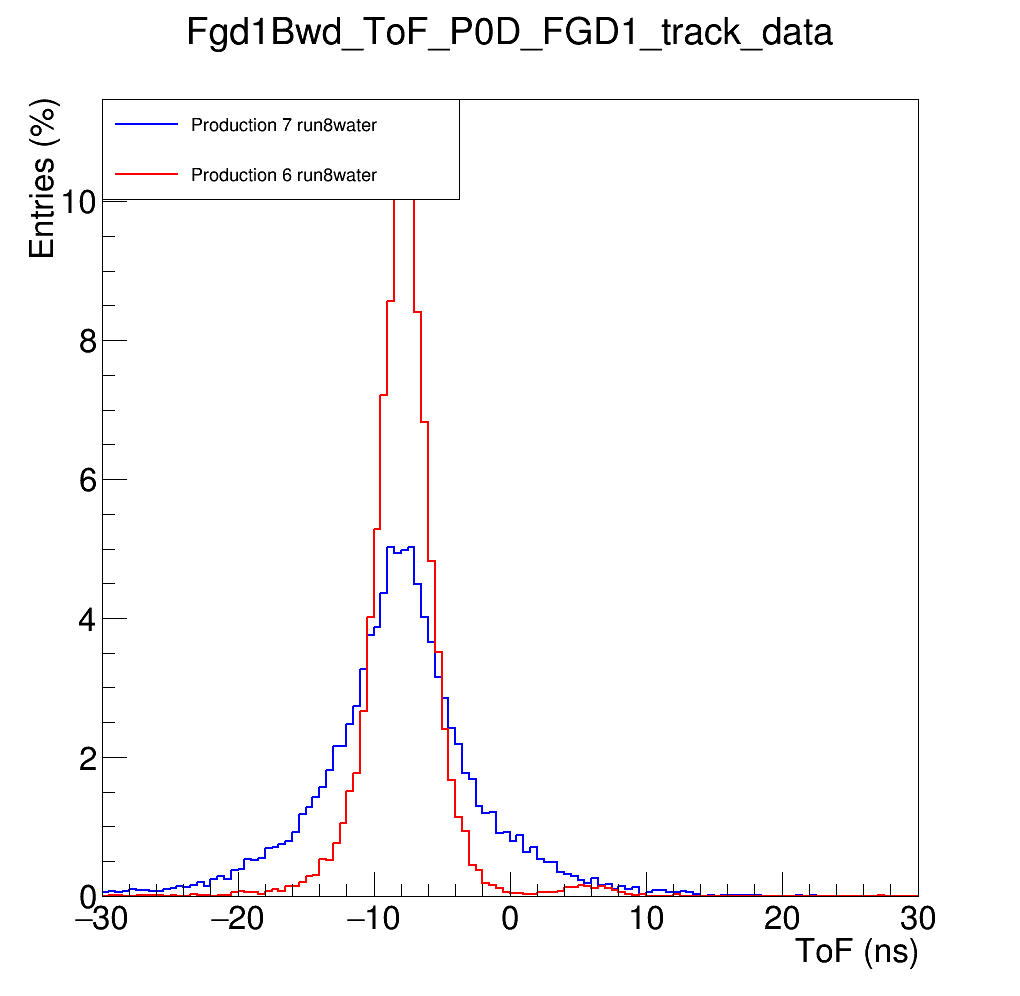 Fgd1Bwd_ToF_P0D_FGD1_track_data
Entries (%)
Production 7 run8water
Production 6 run8water
10
8
6
4
2
0
−30 −20 −10 0 10 20 30
ToF (ns)